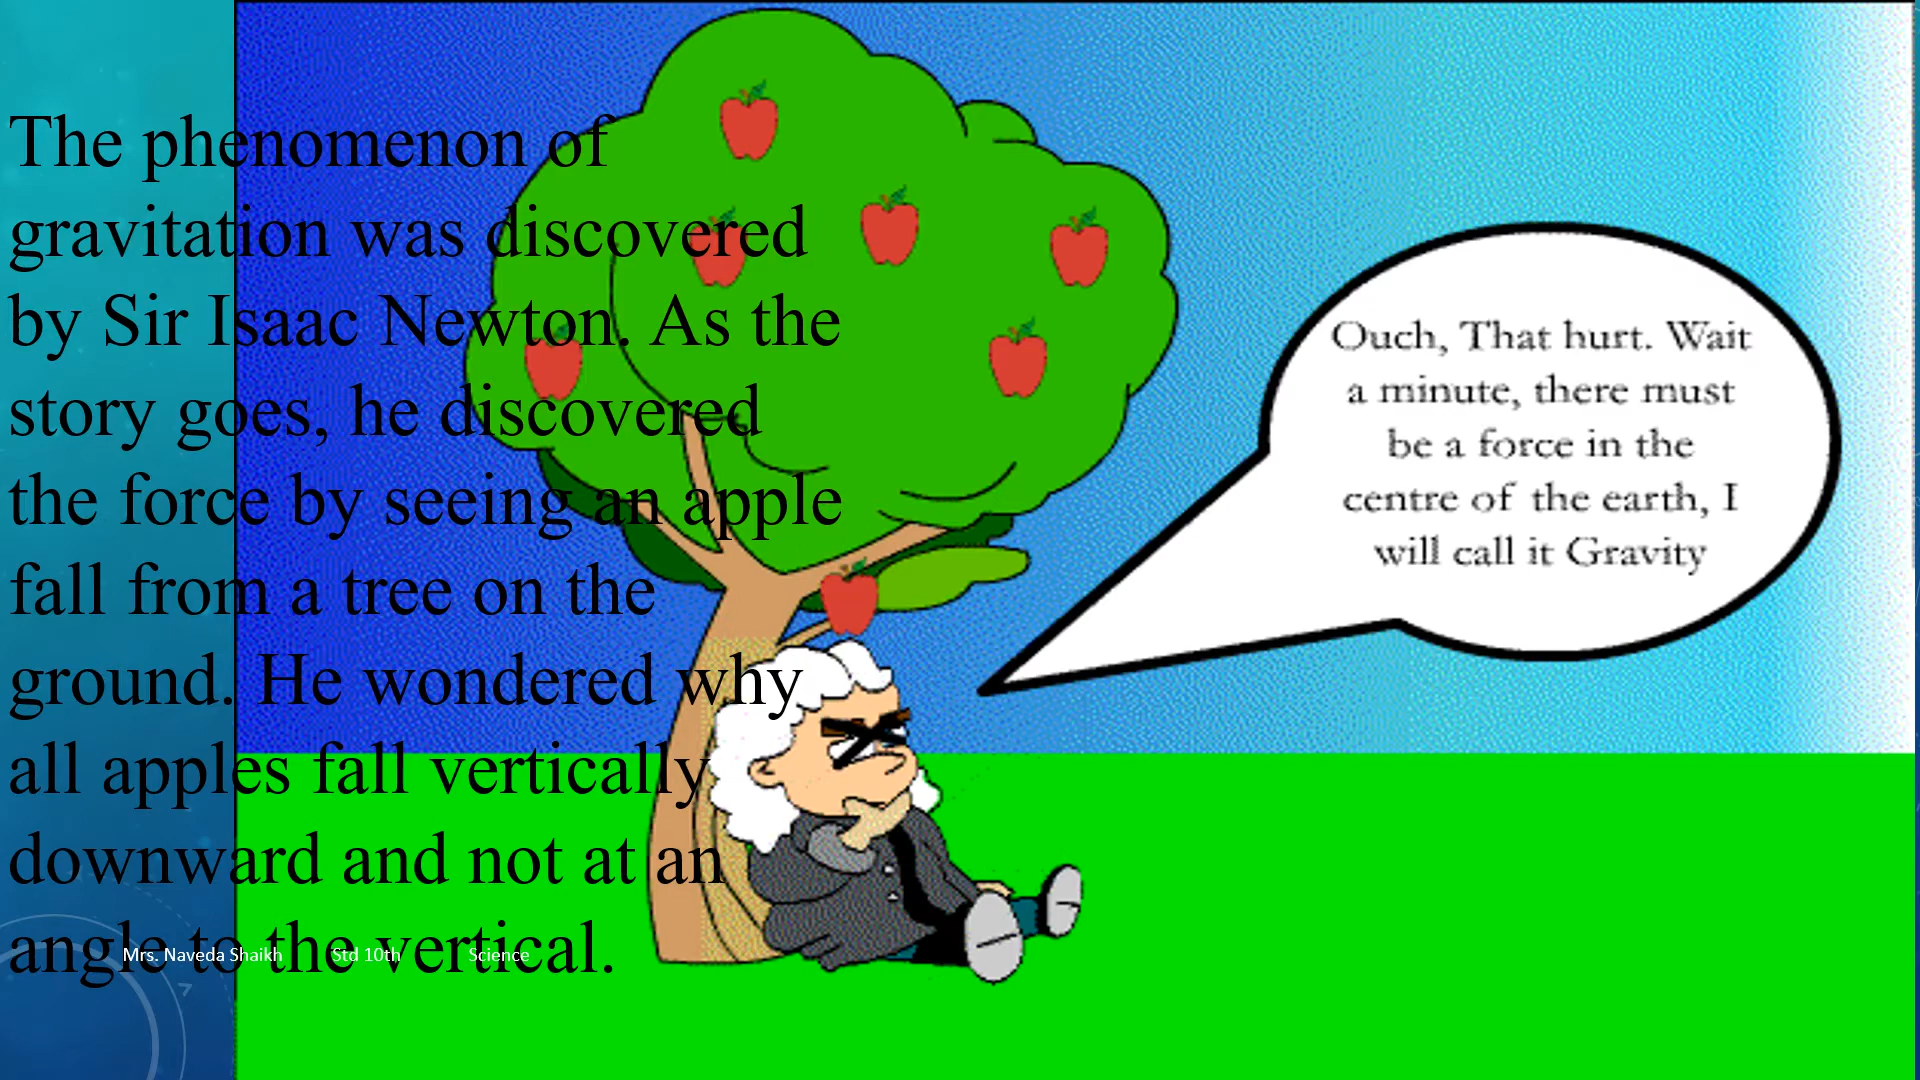 The phenomenon of
gravitation was discovered
by Sir Isaac Newton. As the
story goes, he discovered
the force by seeing an apple
fall from a tree on the
ground. He wondered why
all apples fall vertically
downward and not at an
angle to the vertical.
Ouch, That hurt. Wait
a minute, there must
be a force in the
centre of the earth, I
will call it Gravity
Mrs. Naveda Shaikh Std 10th Science
7